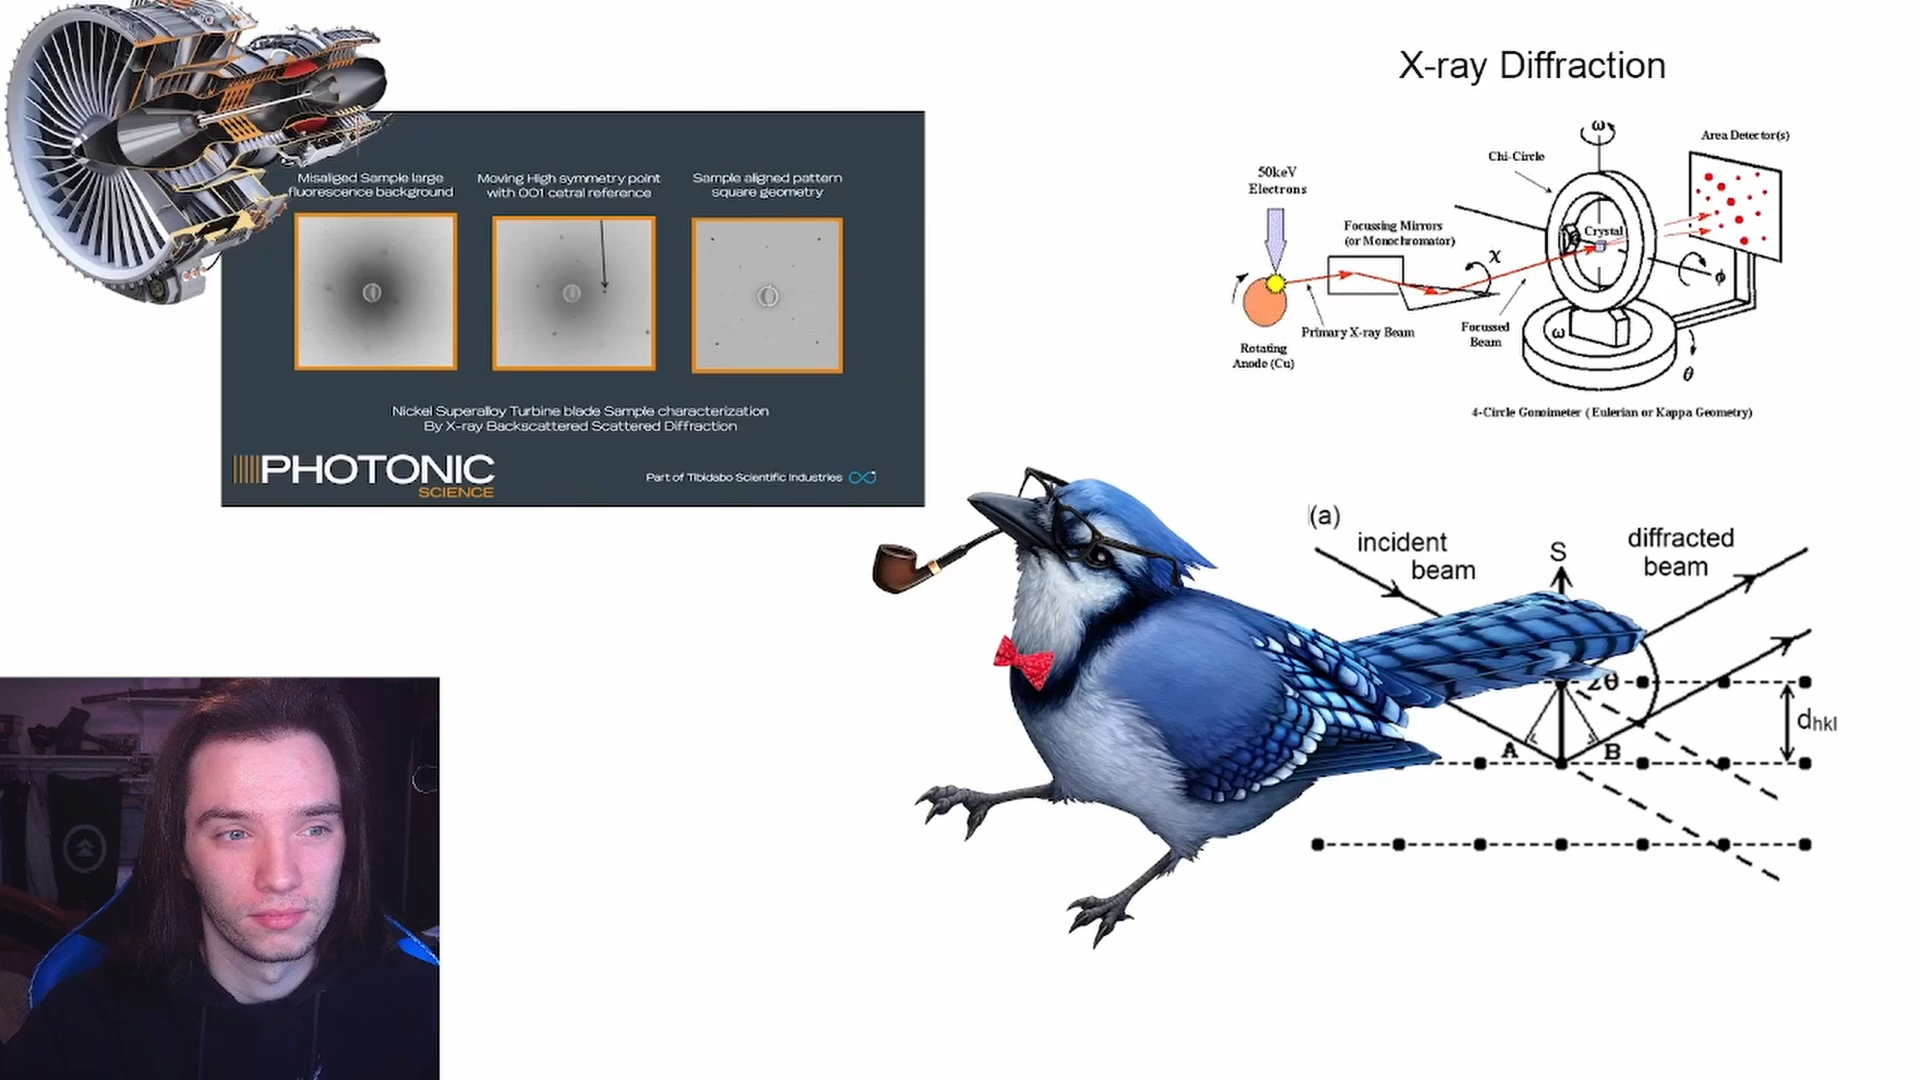 Misaliged Sample large
fluorescence background
Moving High symmetry point
with 001 cetral reference
Sample aligned pattern
square geometry
Nickel Superalloy Turbine blade Sample characterization
By X-ray Backscattered Scattered Diffraction
PHOTONIC
SCIENCE
Part of Tibidabo Scientific Industries
X-ray Diffraction
ω
Area Detector(s)
Chi-Circle
50keV
Electrons
Focussing Mirrors
(or Monochromator)
Crystal
χ
ϕ
Primary X-ray Beam
Focussed
Beam
ω
Rotating
Anode (Cu)
θ
4-Circle Gonoimeter (Eulerian or Kappa Geometry)
(a)
incident
beam
S
diffracted
beam
2θ
dhkl
A
B